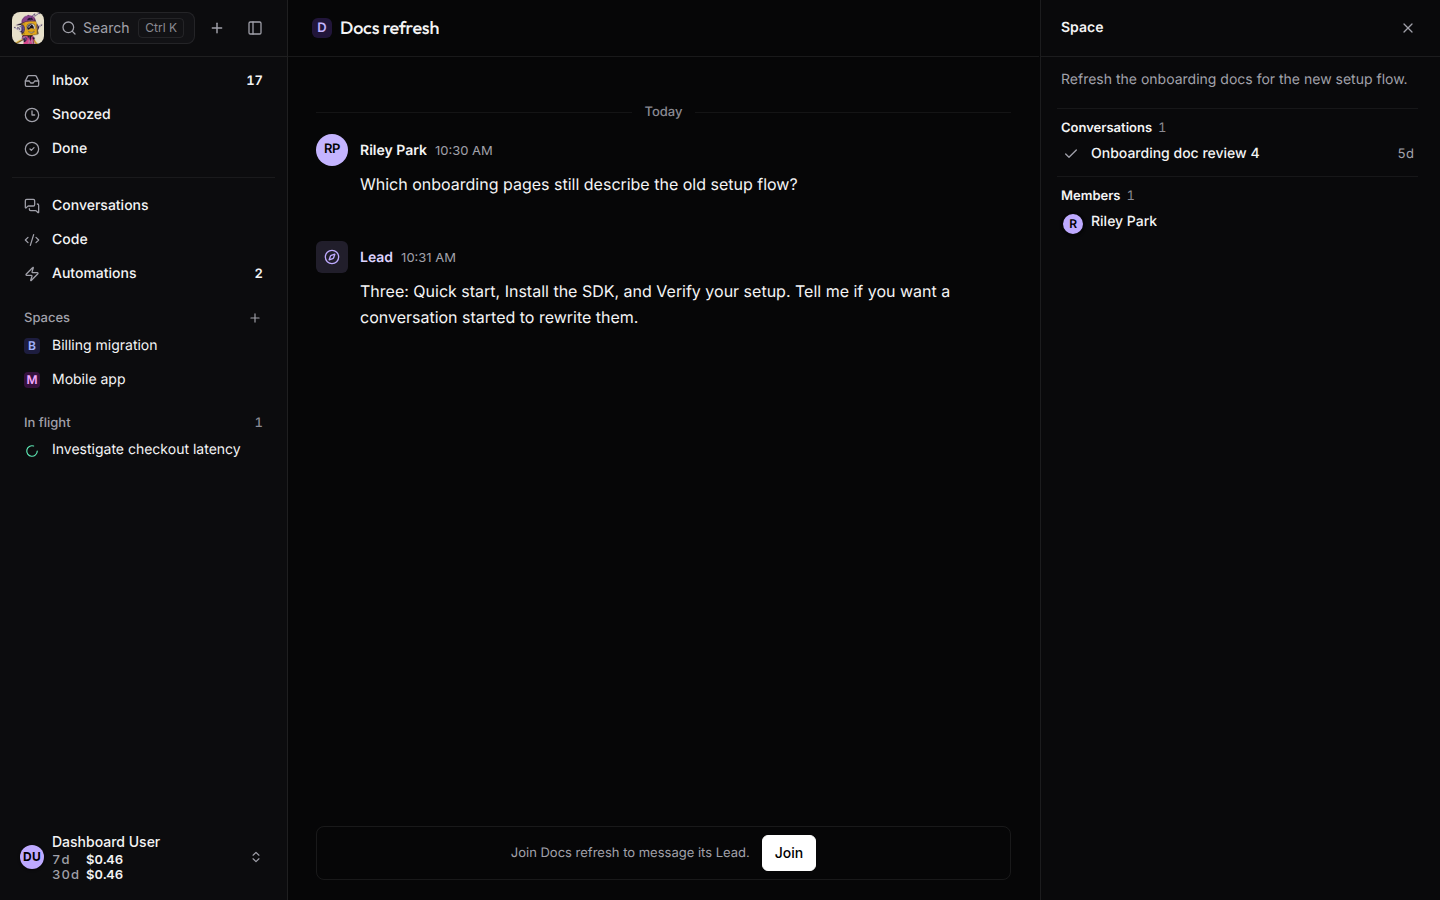 Search Ctrl K
Inbox 17
Snoozed
Done
Conversations
Code
Automations 2
Spaces
B Billing migration
M Mobile app
In flight 1
Investigate checkout latency
DU Dashboard User
7d $0.46
30d $0.46
D Docs refresh
Today
RP Riley Park 10:30 AM
Which onboarding pages still describe the old setup flow?
Lead 10:31 AM
Three: Quick start, Install the SDK, and Verify your setup. Tell me if you want a
conversation started to rewrite them.
Join Docs refresh to message its Lead. Join
Space
Refresh the onboarding docs for the new setup flow.
Conversations 1
Onboarding doc review 4 5d
Members 1
R Riley Park